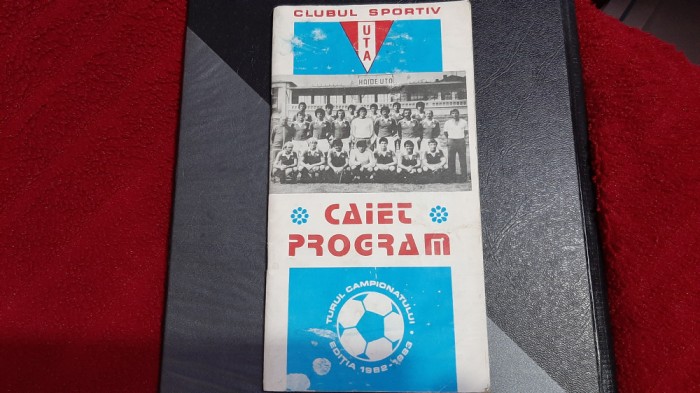 CLUBUL SPORTIV
UTA
HAIDE UTA
CAIET
PROGRAM
TURUL CAMPIONATULUI
EDIȚIA 1982-1983